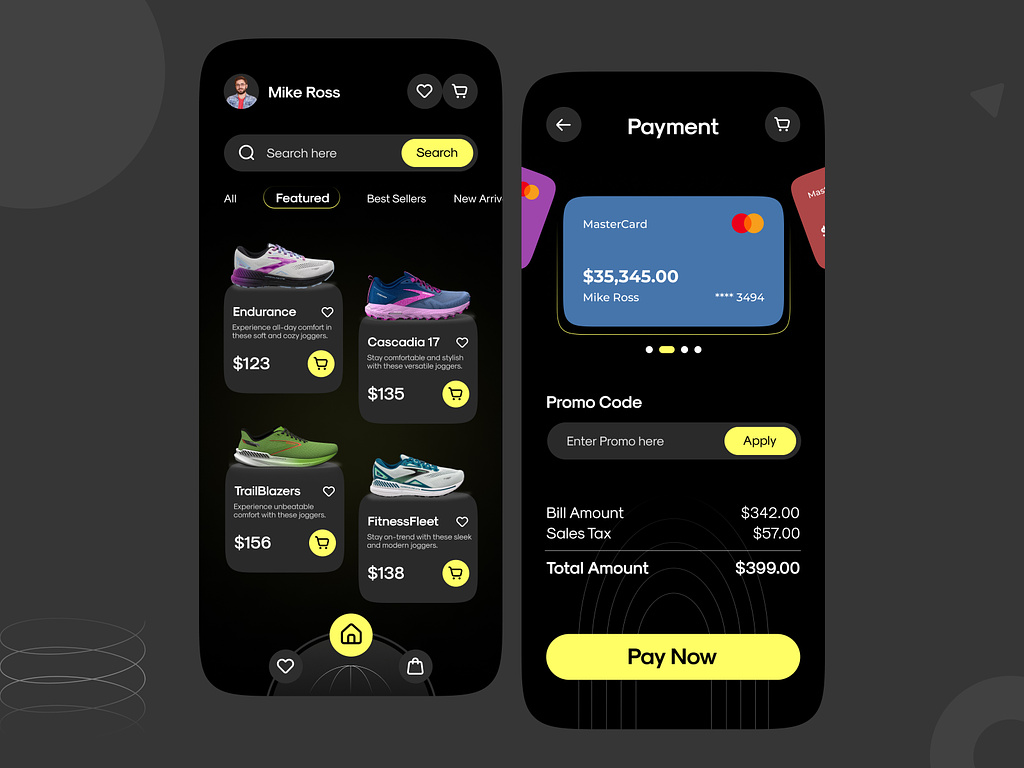 Mike Ross
Search here
Search
All
Featured
Best Sellers
New Arriv
Endurance
Experience all-day comfort in
these soft and cozy joggers.
$123
Cascadia 17
Stay comfortable and stylish
with these versatile joggers.
$135
TrailBlazers
Experience unbeatable
comfort with these joggers.
$156
FitnessFleet
Stay on-trend with these sleek
and modern joggers.
$138
Payment
MasterCard
$35,345.00
Mike Ross
**** 3494
Mas
Promo Code
Enter Promo here
Apply
Bill Amount
$342.00
Sales Tax
$57.00
Total Amount
$399.00
Pay Now